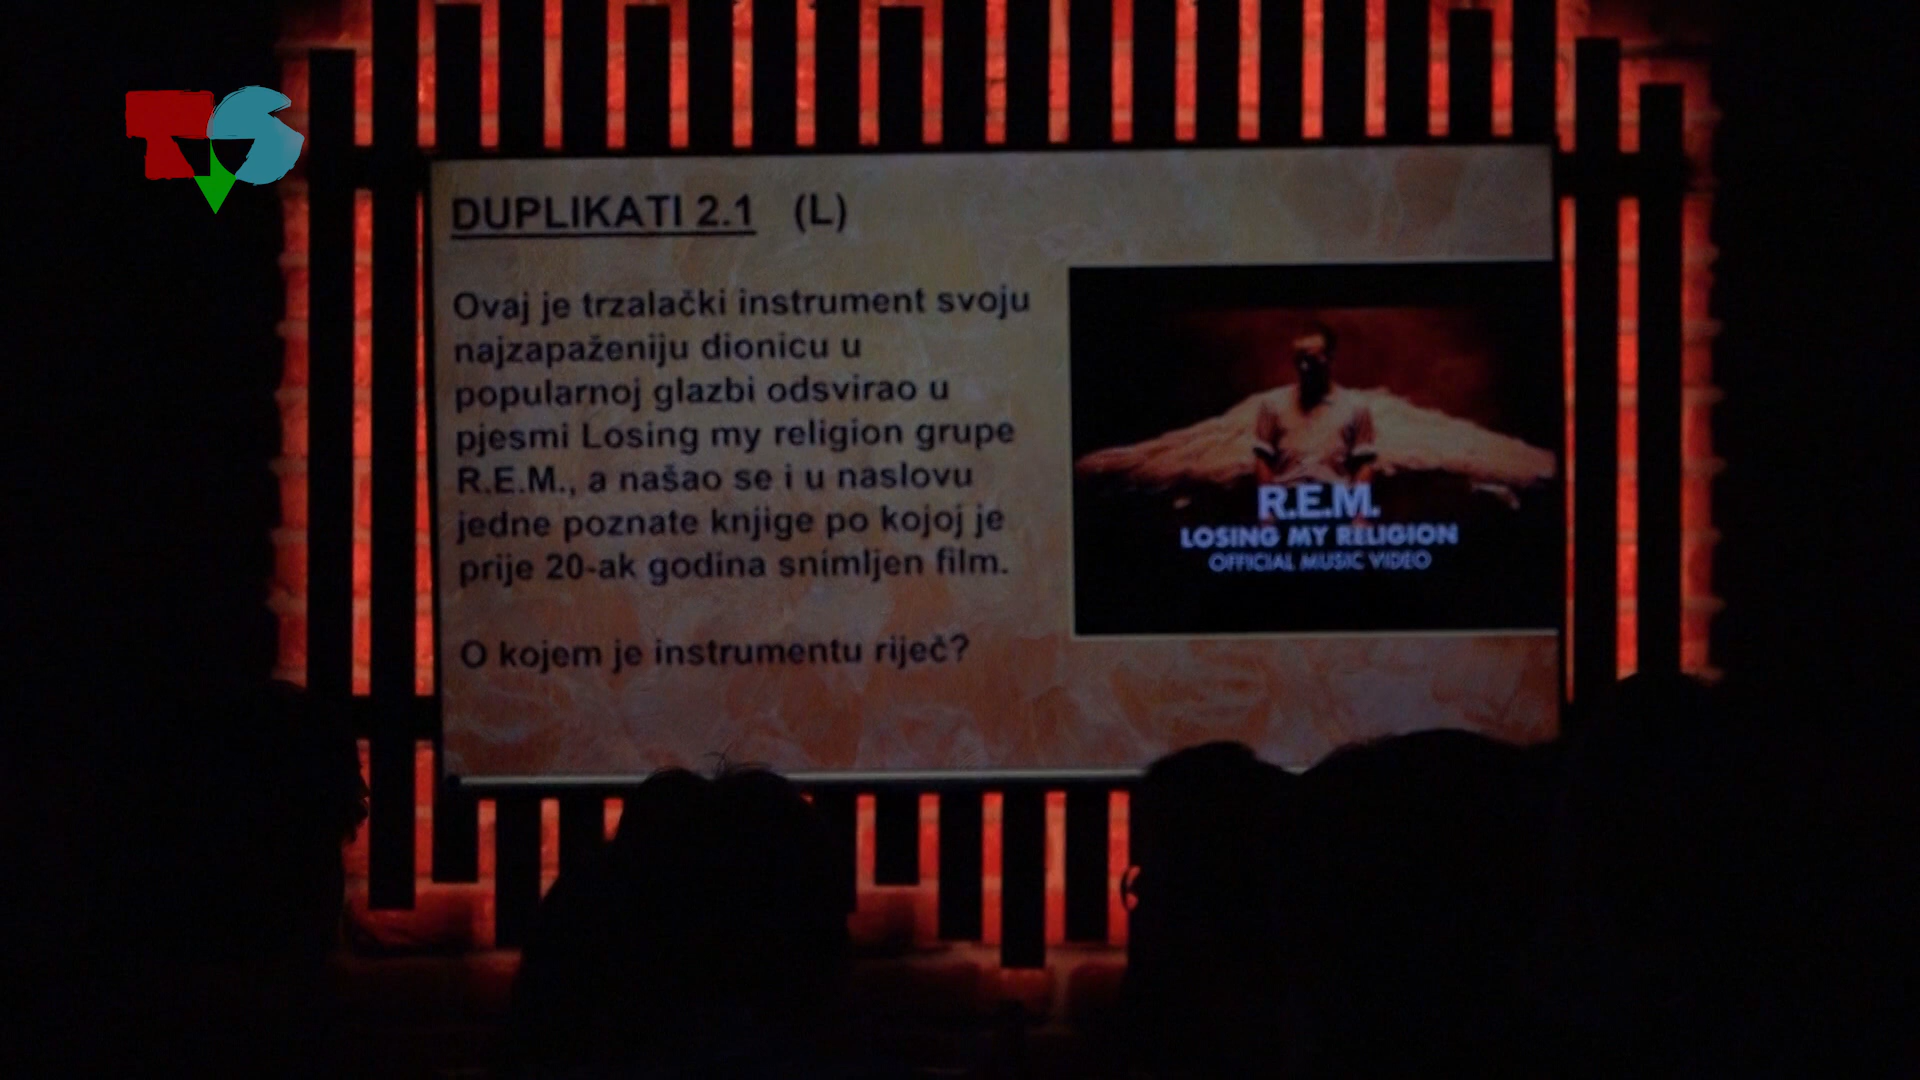 TVS
DUPLIKATI 2.1 (L)
Ovaj je trzalački instrument svoju
najzapaženiju dionicu u
popularnoj glazbi odsvirao u
pjesmi Losing my religion grupe
R.E.M., a našao se i u naslovu
jedne poznate knjige po kojoj je
prije 20-ak godina snimljen film.
O kojem je instrumentu riječ?
R.E.M.
LOSING MY RELIGION
OFFICIAL MUSIC VIDEO